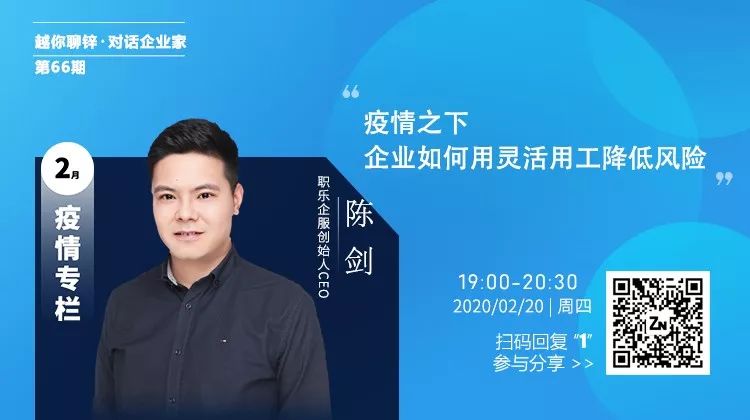 越你聊锌·对话企业家
第66期
“
疫情之下
企业如何用灵活用工降低风险
”
2月
疫情专栏
陈剑
职乐企服创始人CEO
19:00-20:30
2020/02/20|周四
扫码回复“1”
参与分享 >>
ZN